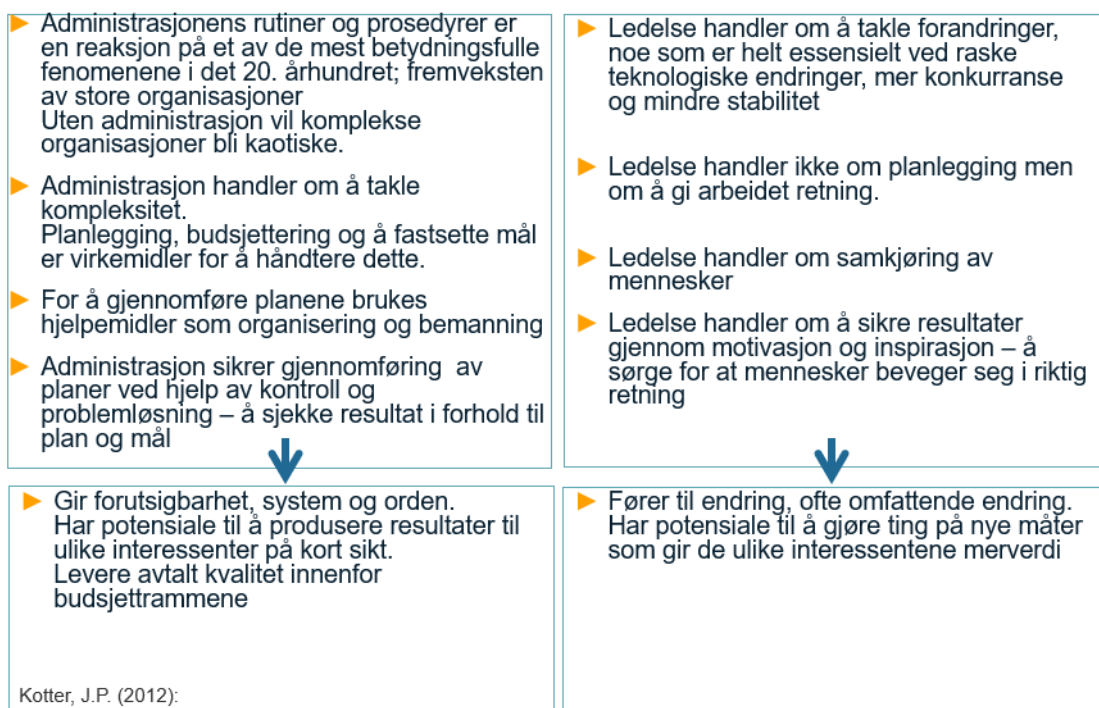 Administrasjonens rutiner og prosedyrer er
en reaksjon på et av de mest betydningsfulle
fenomenene i det 20. århundret; fremveksten
av store organisasjoner
Uten administrasjon vil komplekse
organisasjoner bli kaotiske.
Administrasjon handler om å takle
kompleksitet.
Planlegging, budsjettering og å fastsette mål
er virkemidler for å håndtere dette.
For å gjennomføre planene brukes
hjelpemidler som organisering og bemanning
Administrasjon sikrer gjennomføring av
planer ved hjelp av kontroll og
problemløsning – å sjekke resultat i forhold til
plan og mål
Ledelse handler om å takle forandringer,
noe som er helt essensielt ved raske
teknologiske endringer, mer konkurranse
og mindre stabilitet
Ledelse handler ikke om planlegging men
om å gi arbeidet retning.
Ledelse handler om samkjøring av
mennesker
Ledelse handler om å sikre resultater
gjennom motivasjon og inspirasjon – å
sørge for at mennesker beveger seg i riktig
retning
Gir forutsigbarhet, system og orden.
Har potensiale til å produsere resultater til
ulike interessenter på kort sikt.
Levere avtalt kvalitet innenfor
budsjettrammene
Fører til endring, ofte omfattende endring.
Har potensiale til å gjøre ting på nye måter
som gir de ulike interessentene merverdi
Kotter, J.P. (2012):